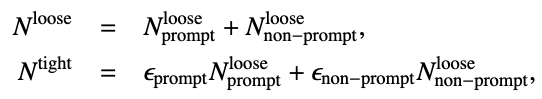 N^loose = N^loose_prompt + N^loose_non−prompt,
N^tight = ϵ_prompt N^loose_prompt + ϵ_non−prompt N^loose_non−prompt,